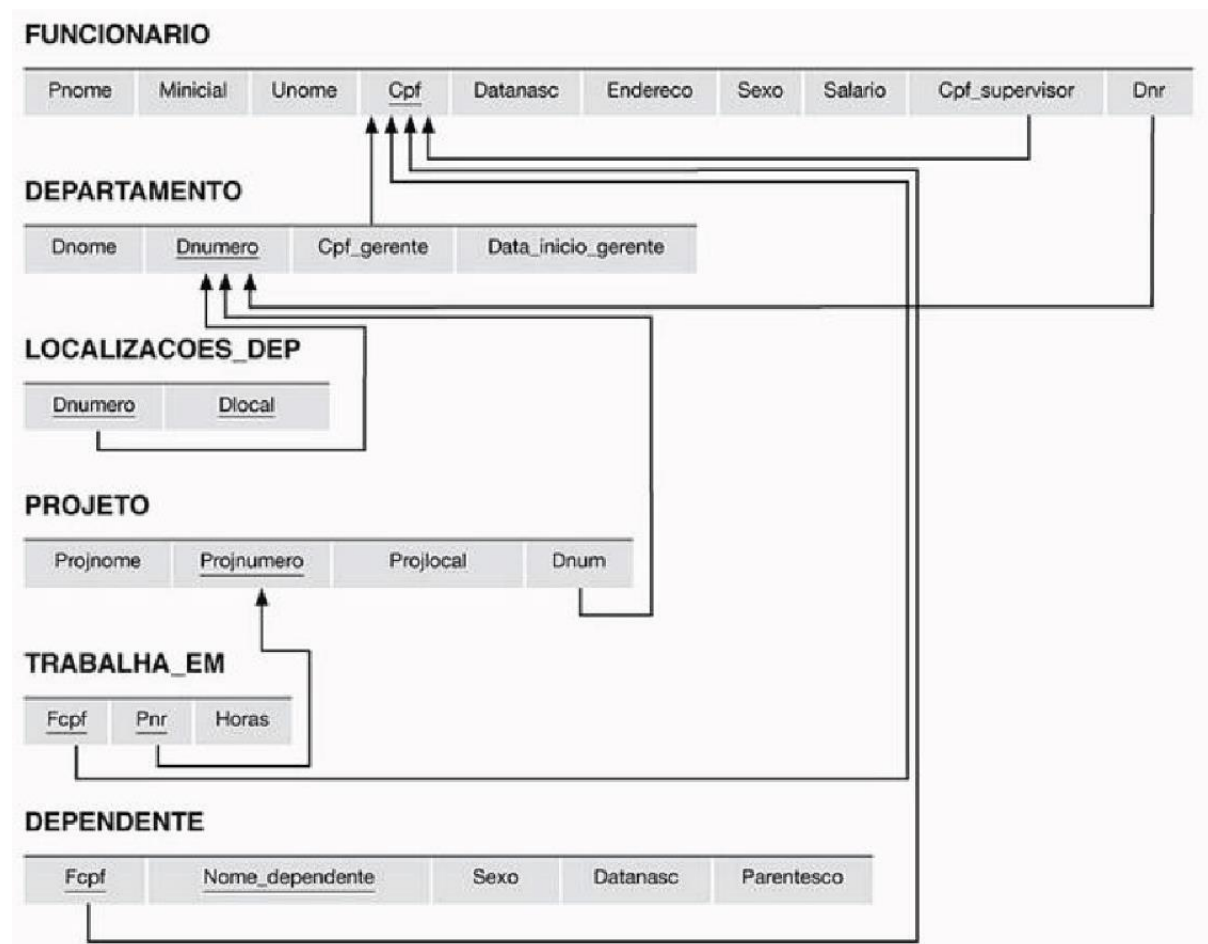 FUNCIONARIO
Pnome Minicial Unome Cpf Datanasc Endereco Sexo Salario Cpf_supervisor Dnr
DEPARTAMENTO
Dnome Dnumero Cpf_gerente Data_inicio_gerente
LOCALIZACOES_DEP
Dnumero Dlocal
PROJETO
Projnome Projnumero Projlocal Dnum
TRABALHA_EM
Fcpf Pnr Horas
DEPENDENTE
Fcpf Nome_dependente Sexo Datanasc Parentesco